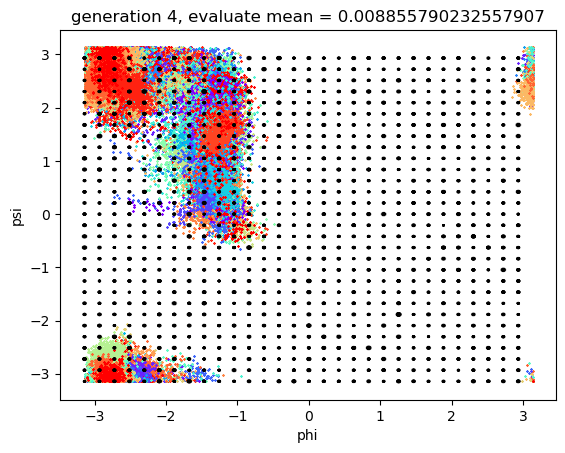 generation 4, evaluate mean = 0.008855790232557907
3
2
1
0
−1
−2
−3
psi
−3 −2 −1 0 1 2 3
phi